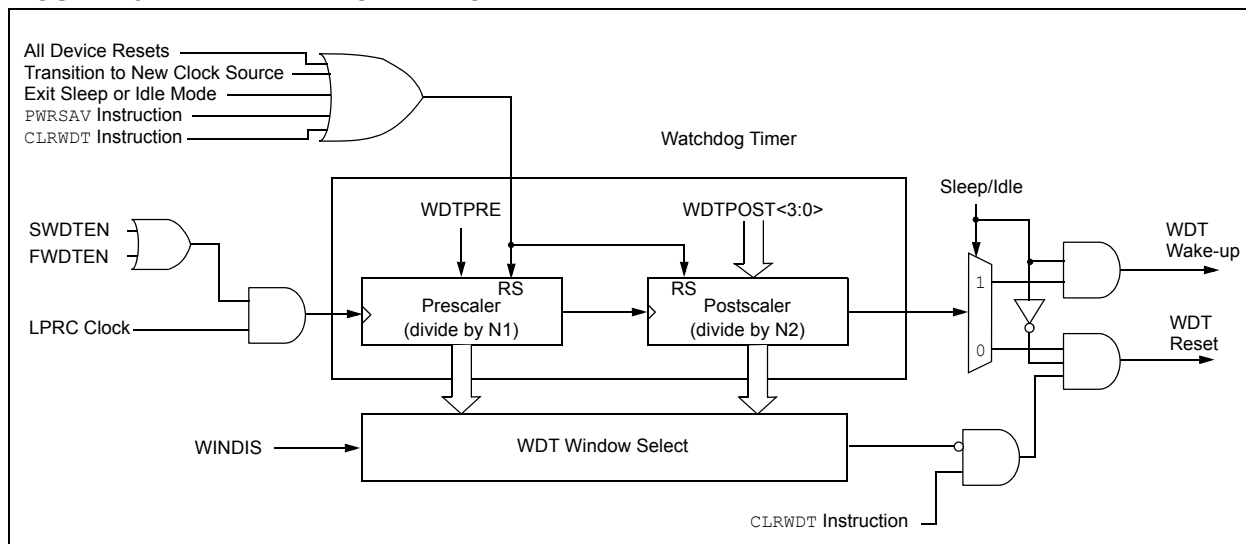 All Device Resets
Transition to New Clock Source
Exit Sleep or Idle Mode
PWRSAV Instruction
CLRWDT Instruction
Watchdog Timer
Sleep/Idle
WDTPRE
WDTPOST<3:0>
SWDTEN
FWDTEN
WDT
Wake-up
RS
RS
Prescaler
(divide by N1)
Postscaler
(divide by N2)
1
0
LPRC Clock
WDT
Reset
WINDIS
WDT Window Select
CLRWDT Instruction